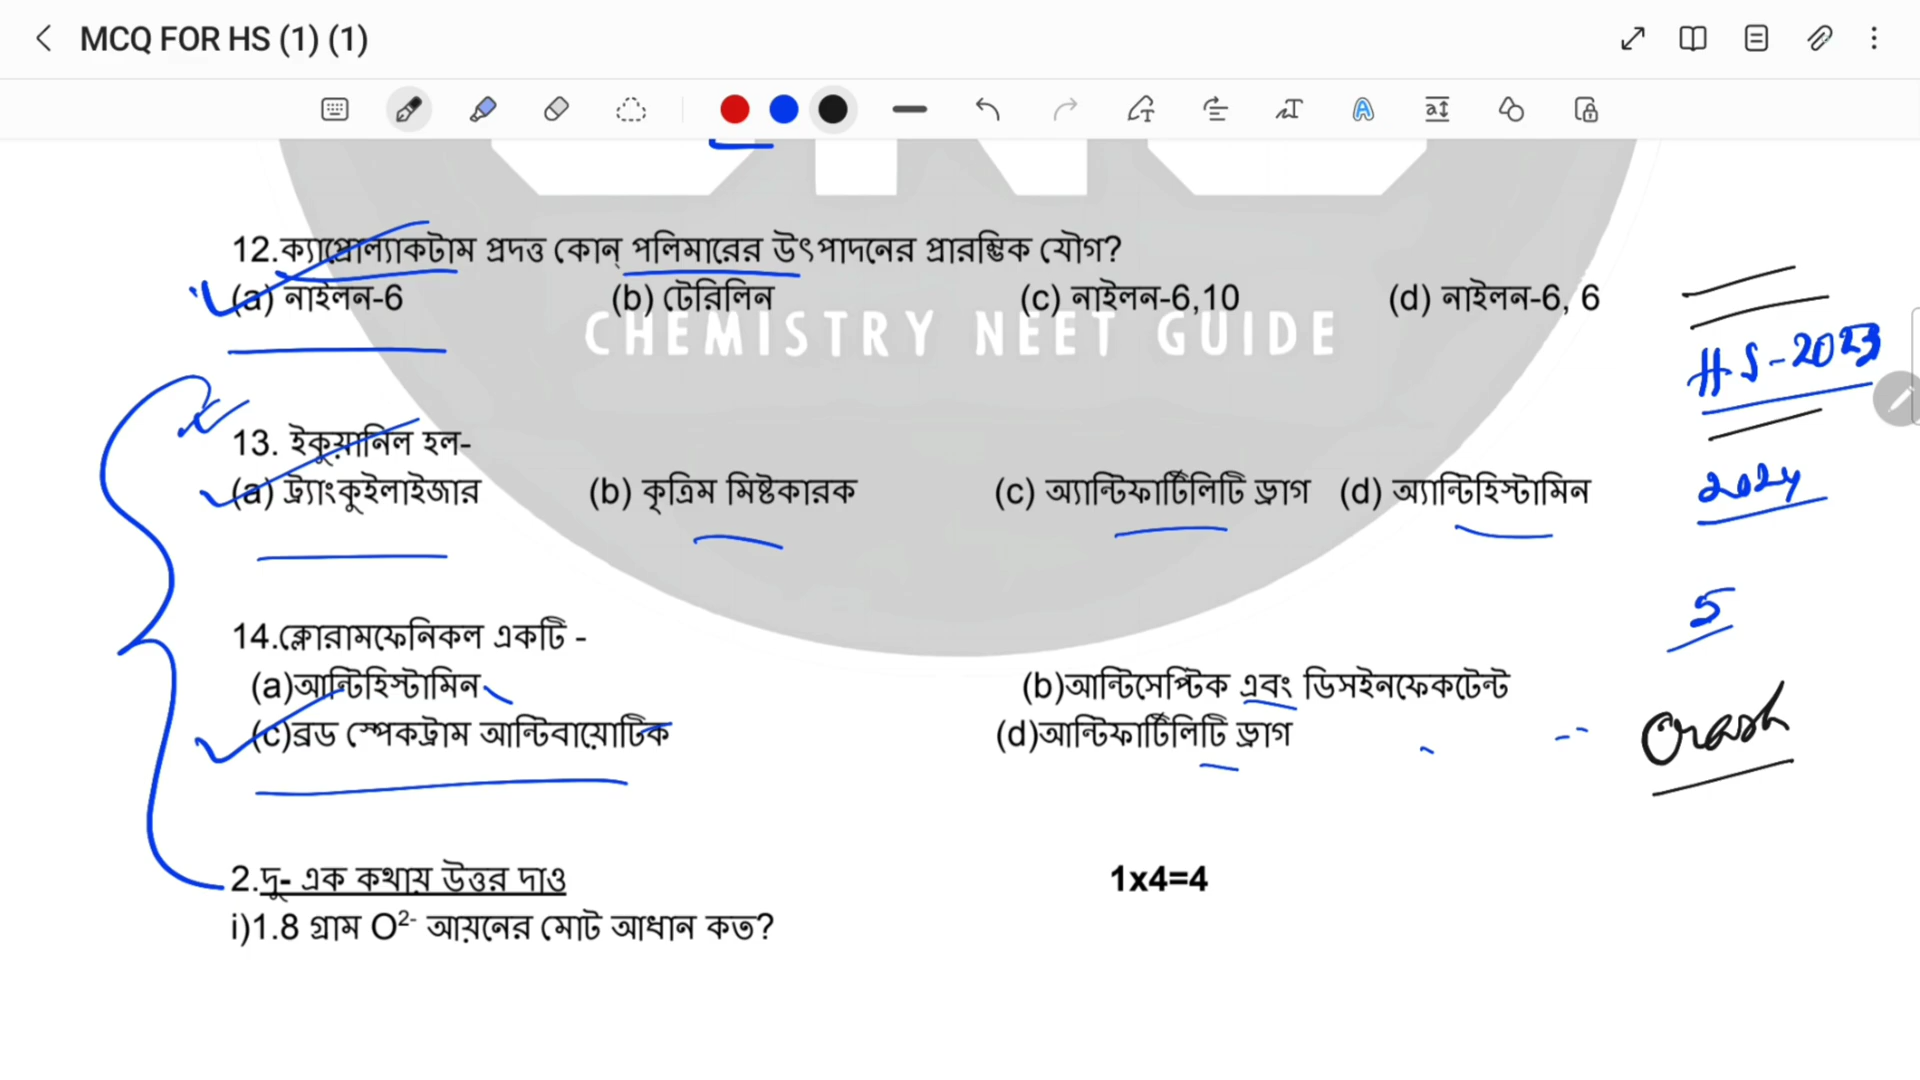 MCQ FOR HS (1) (1)
12.ক্যাপ্রোল্যাকটাম প্রদত্ত কোন্ পলিমারের উৎপাদনের প্রারম্ভিক যৌগ?
(a) নাইলন-6 (b) টেরিলিন (c) নাইলন-6,10 (d) নাইলন-6, 6
CHEMISTRY NEET GUIDE
HS-2023
13. ইকুয়ানিল হল-
(a) ট্র্যাংকুইলাইজার (b) কৃত্রিম মিষ্টকারক (c) অ্যান্টিফার্টিলিটি ড্রাগ (d) অ্যান্টিহিস্টামিন
2024
5
14.ক্লোরামফেনিকল একটি -
(a)আন্টিহিস্টামিন (b)আন্টিসেপ্টিক এবং ডিসইনফেকটেন্ট
(c)ব্রড স্পেকট্রাম আন্টিবায়োটিক (d)আন্টিফার্টিলিটি ড্রাগ
Crash
2.দু- এক কথায় উত্তর দাও 1x4=4
i)1.8 গ্রাম O²⁻ আয়নের মোট আধান কত?